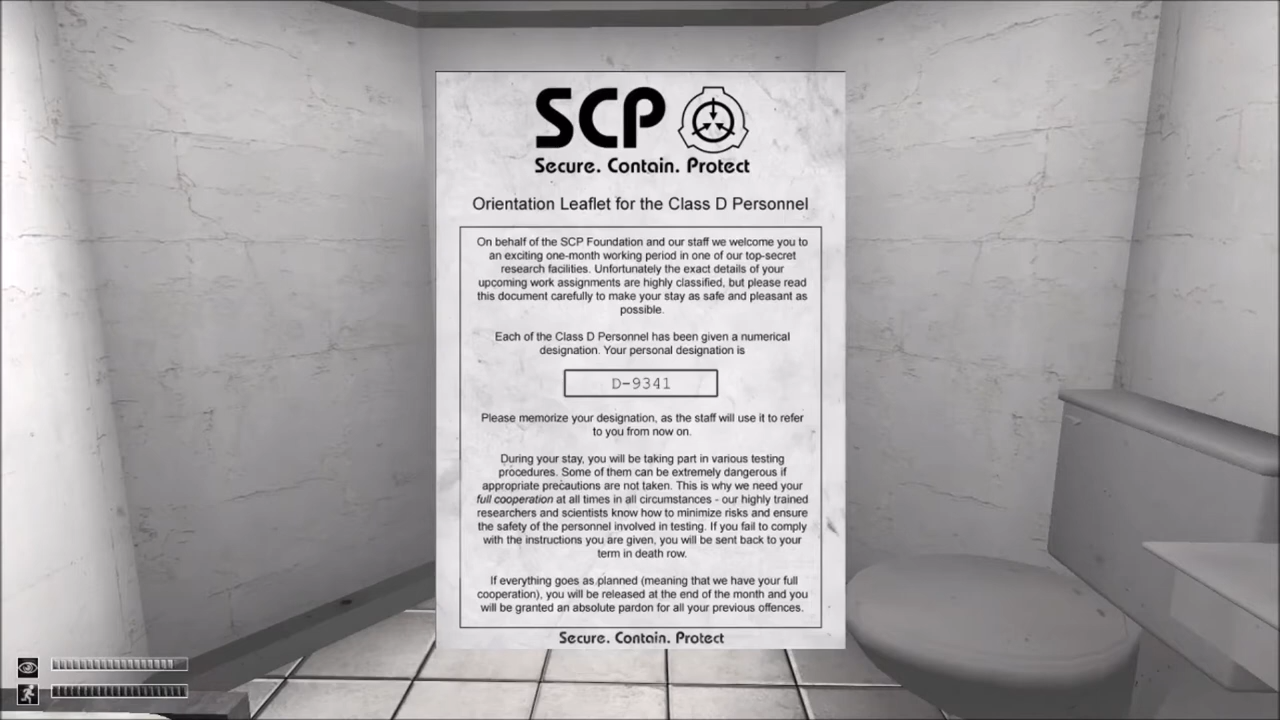 SCP
Secure. Contain. Protect
Orientation Leaflet for the Class D Personnel
On behalf of the SCP Foundation and our staff we welcome you to
an exciting one-month working period in one of our top-secret
research facilities. Unfortunately the exact details of your
upcoming work assignments are highly classified, but please read
this document carefully to make your stay as safe and pleasant as
possible.
Each of the Class D Personnel has been given a numerical
designation. Your personal designation is
D-9341
Please memorize your designation, as the staff will use it to refer
to you from now on.
During your stay, you will be taking part in various testing
procedures. Some of them can be extremely dangerous if
appropriate precautions are not taken. This is why we need your
full cooperation at all times in all circumstances - our highly trained
researchers and scientists know how to minimize risks and ensure
the safety of the personnel involved in testing. If you fail to comply
with the instructions you are given, you will be sent back to your
term in death row.
If everything goes as planned (meaning that we have your full
cooperation), you will be released at the end of the month and you
will be granted an absolute pardon for all your previous offences.
Secure. Contain. Protect